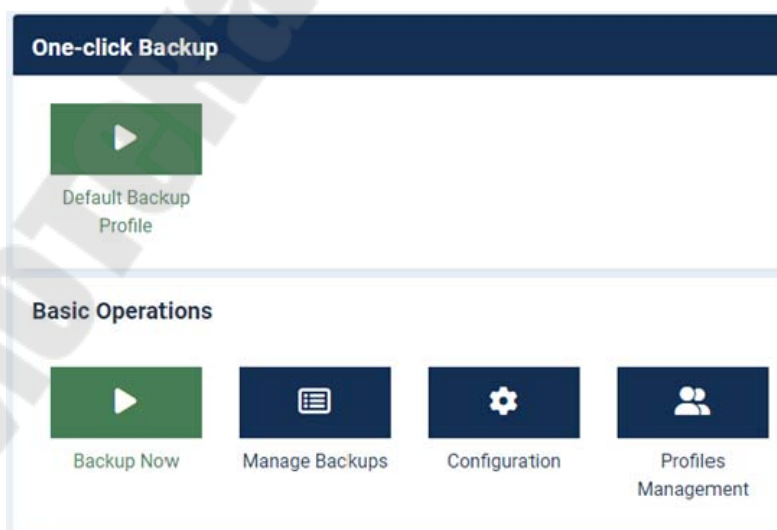 One-click Backup
Default Backup
Profile
Basic Operations
Backup Now
Manage Backups
Configuration
Profiles
Management